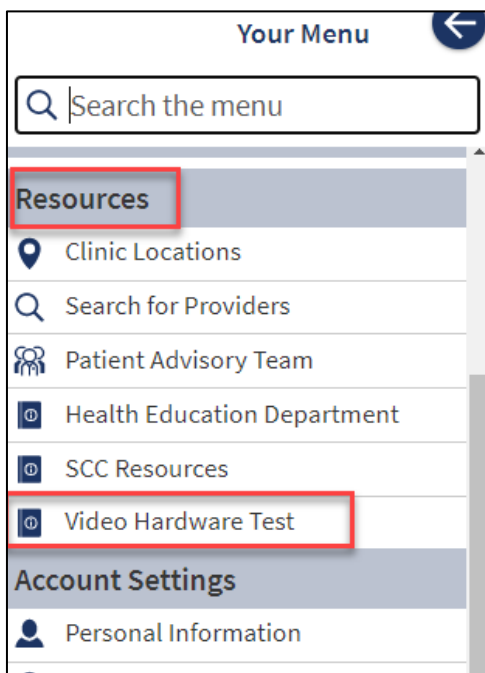 Your Menu
Search the menu
Resources
Clinic Locations
Search for Providers
Patient Advisory Team
Health Education Department
SCC Resources
Video Hardware Test
Account Settings
Personal Information